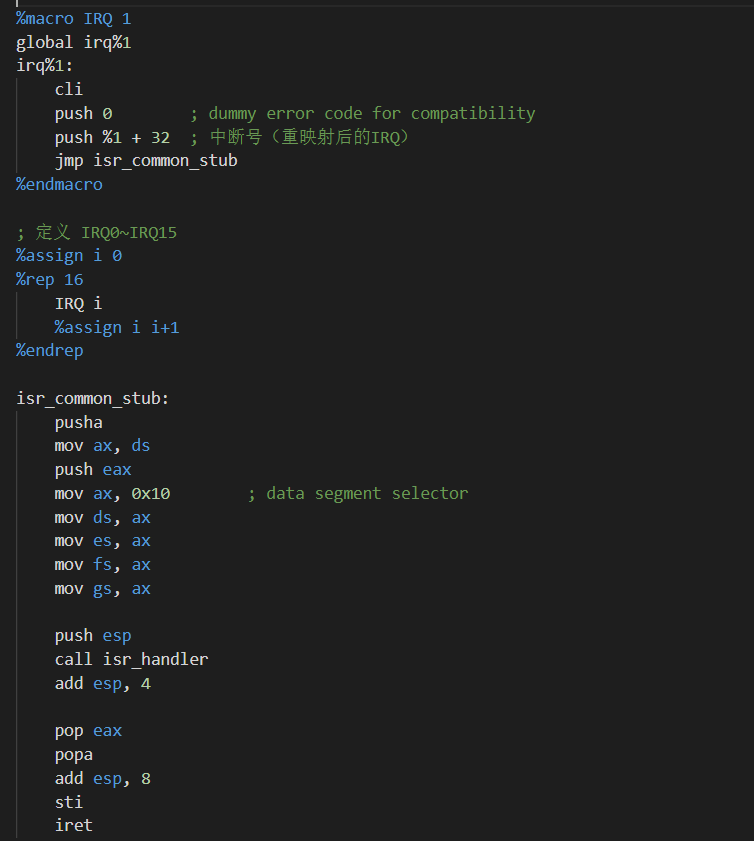 %macro IRQ 1
global irq%1
irq%1:
    cli
    push 0        ; dummy error code for compatibility
    push %1 + 32  ; 中断号（重映射后的IRQ）
    jmp isr_common_stub
%endmacro

; 定义 IRQ0~IRQ15
%assign i 0
%rep 16
    IRQ i
    %assign i i+1
%endrep

isr_common_stub:
    pusha
    mov ax, ds
    push eax
    mov ax, 0x10        ; data segment selector
    mov ds, ax
    mov es, ax
    mov fs, ax
    mov gs, ax

    push esp
    call isr_handler
    add esp, 4

    pop eax
    popa
    add esp, 8
    sti
    iret